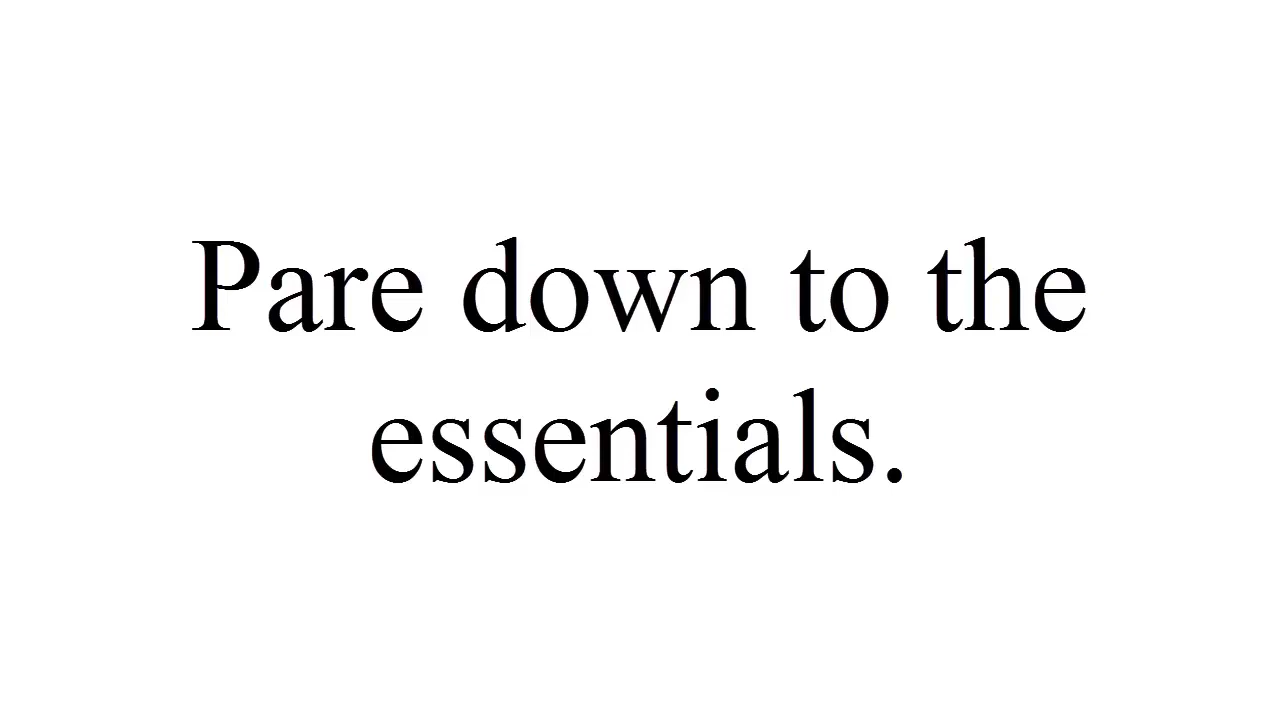 Pare down to the
essentials.